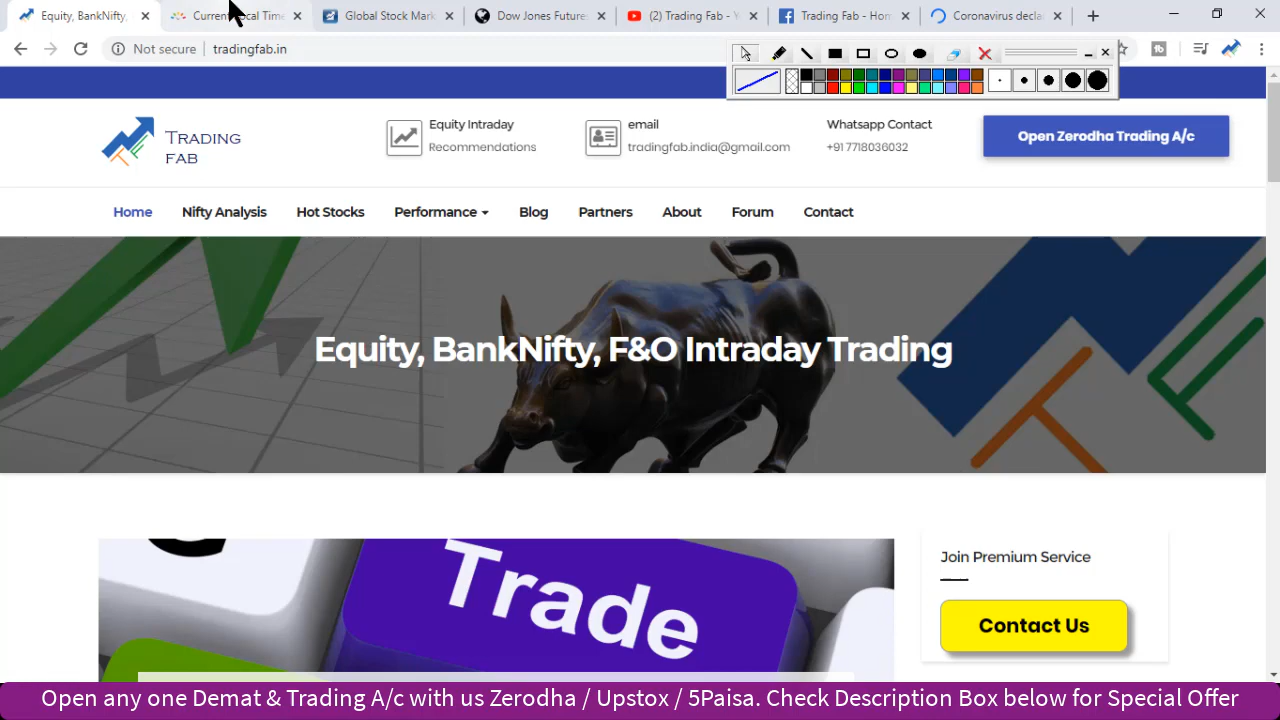 Equity, BankNifty,
Current Local Time
Global Stock Mark
Dow Jones Future
(2) Trading Fab - Y
Trading Fab - Hom
Coronavirus decla
Not secure
tradingfab.in
TRADING
FAB
Equity Intraday
Recommendations
email
tradingfab.india@gmail.com
Whatsapp Contact
+91 7718036032
Open Zerodha Trading A/c
Home
Nifty Analysis
Hot Stocks
Performance
Blog
Partners
About
Forum
Contact
Equity, BankNifty, F&O Intraday Trading
Trade
Join Premium Service
Contact Us
Open any one Demat & Trading A/c with us Zerodha / Upstox / 5Paisa. Check Description Box below for Special Offer